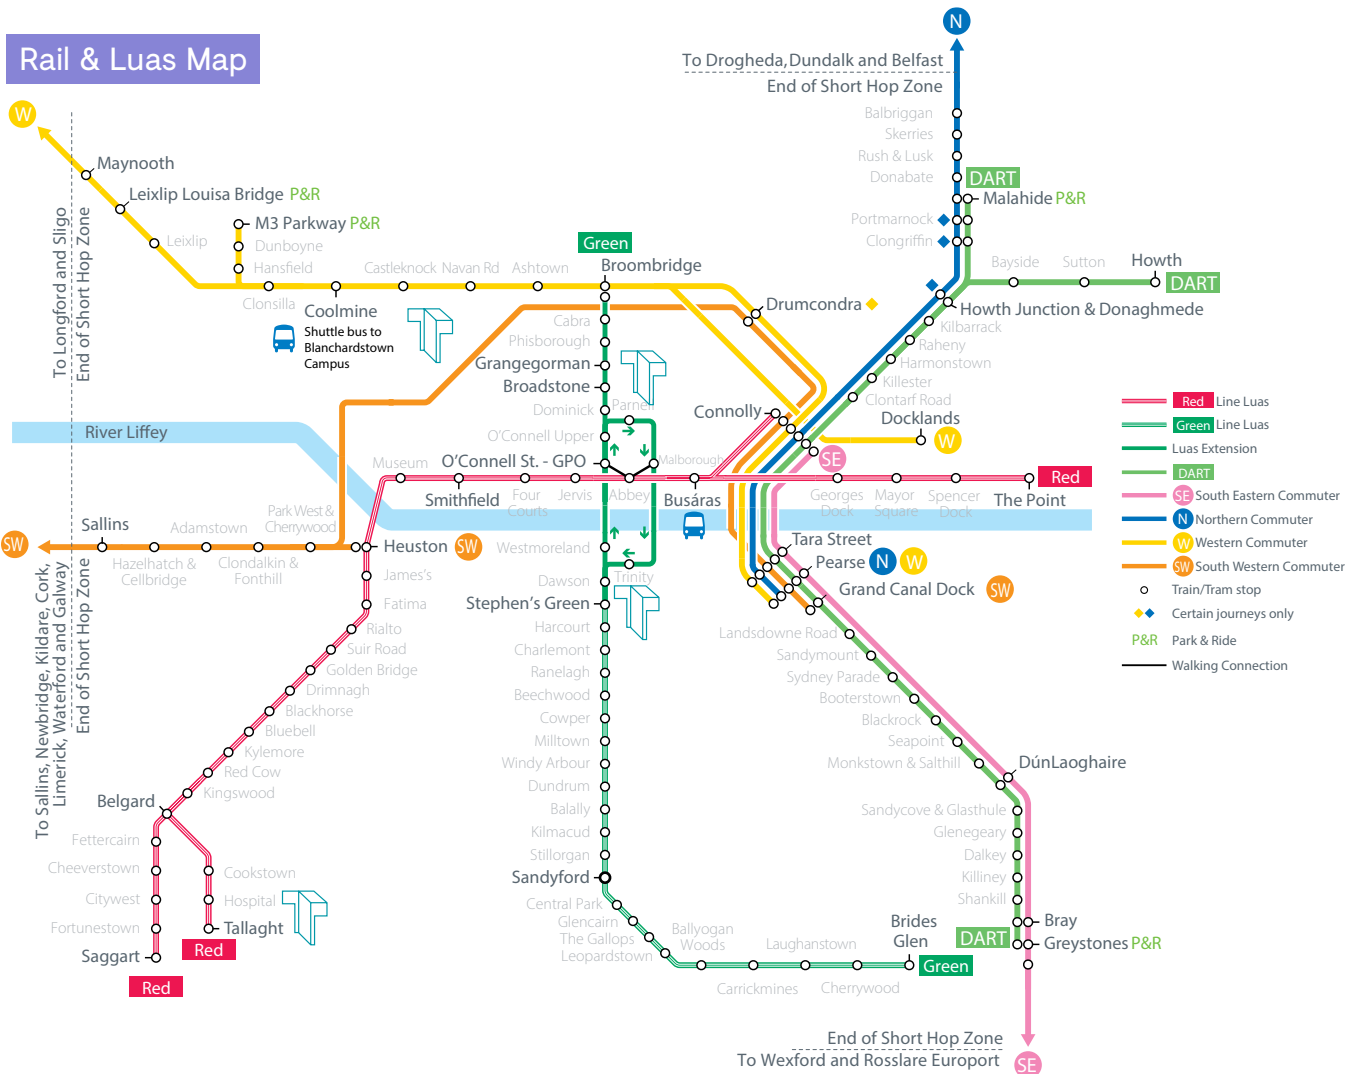 Rail & Luas Map
N
To Drogheda, Dundalk and Belfast
End of Short Hop Zone
Balbriggan
Skerries
Rush & Lusk
Donabate
DART
Malahide P&R
Portmarnock
Clongriffin
Bayside
Sutton
Howth
DART
Howth Junction & Donaghmede
Kilbarrack
Raheny
Harmonstown
Killester
Clontarf Road
W
Maynooth
Leixlip Louisa Bridge P&R
M3 Parkway P&R
Leixlip
Dunboyne
Hansfield
To Longford and Sligo
End of Short Hop Zone
Clonsilla
Coolmine
Shuttle bus to
Blanchardstown
Campus
Castleknock
Navan Rd
Ashtown
Green
Broombridge
Drumcondra
Cabra
Phisborough
Grangegorman
Broadstone
Dominick
Parnell
O'Connell Upper
O'Connell St. - GPO
Malborough
Connolly
Docklands
W
SE
River Liffey
Museum
Smithfield
Four
Courts
Jervis
Abbey
Busáras
Georges
Dock
Mayor
Square
Spencer
Dock
The Point
Red
Red Line Luas
Green Line Luas
Luas Extension
DART
SE South Eastern Commuter
N Northern Commuter
W Western Commuter
SW South Western Commuter
Train/Tram stop
Certain journeys only
P&R Park & Ride
Walking Connection
SW
Sallins
Hazelhatch &
Cellbridge
Adamstown
Clondalkin &
Fonthill
Park West &
Cherrywood
Heuston SW
To Sallins, Newbridge, Kildare, Cork,
Limerick, Waterford and Galway
End of Short Hop Zone
James's
Fatima
Rialto
Suir Road
Golden Bridge
Drimnagh
Blackhorse
Bluebell
Kylemore
Red Cow
Kingswood
Belgard
Fettercairn
Cheeverstown
Citywest
Fortunestown
Saggart
Red
Cookstown
Hospital
Tallaght
Red
Westmoreland
Trinity
Dawson
Stephen's Green
Harcourt
Charlemont
Ranelagh
Beechwood
Cowper
Milltown
Windy Arbour
Dundrum
Balally
Kilmacud
Stillorgan
Sandyford
Central Park
Glencairn
The Gallops
Leopardstown
Ballyogan
Woods
Carrickmines
Laughanstown
Cherrywood
Brides
Glen
Green
Tara Street
Pearse N W
Grand Canal Dock SW
Landsdowne Road
Sandymount
Sydney Parade
Booterstown
Blackrock
Seapoint
Monkstown & Salthill
DúnLaoghaire
Sandycove & Glasthule
Glenegeary
Dalkey
Killiney
Shankill
Bray
DART
Greystones P&R
End of Short Hop Zone
To Wexford and Rosslare Europort
SE